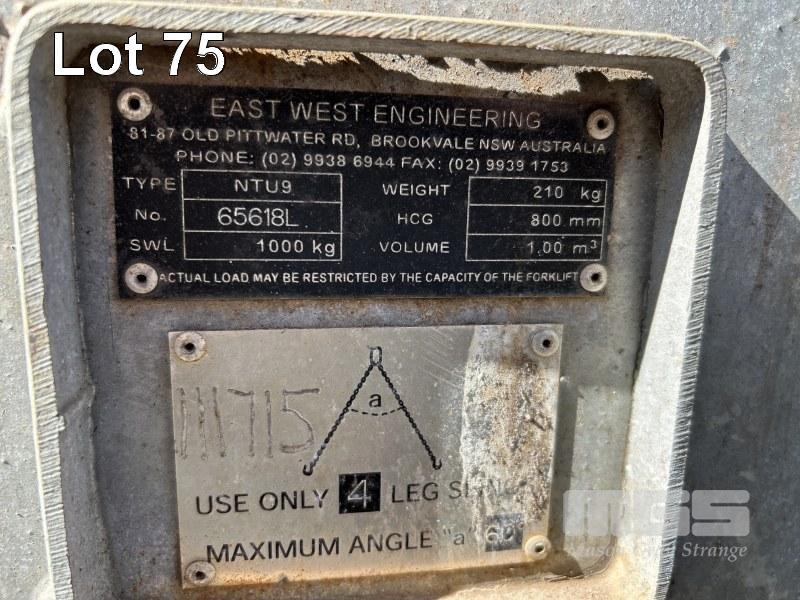 Lot 75
EAST WEST ENGINEERING
81-87 OLD PITTWATER RD, BROOKVALE NSW AUSTRALIA
PHONE: (02) 9938 6944 FAX: (02) 9939 1753
TYPE NTU9 WEIGHT 210 kg
No. 65618L HCG 800 mm
SWL 1000 kg VOLUME 1.00 m³
ACTUAL LOAD MAY BE RESTRICTED BY THE CAPACITY OF THE FORKLIFT
a
USE ONLY 4 LEG
MAXIMUM ANGLE "a" 60°
MGS
Strange